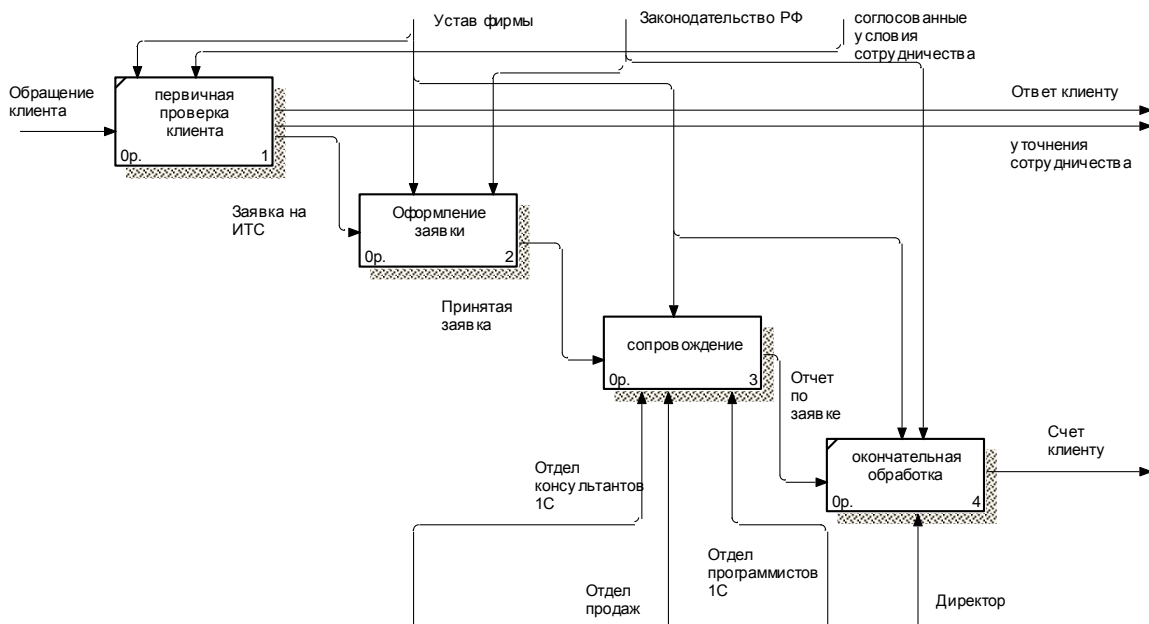 Устав фирмы
Законодательство РФ
соглосованные
условия
сотрудничества
Обращение
клиента
первичная
проверка
клиента
0р.
1
Ответ клиенту
уточнения
сотрудничества
Заявка на
ИТС
Оформление
заявки
0р.
2
Принятая
заявка
сопровождение
0р.
3
Отчет
по
заявке
окончательная
обработка
0р.
4
Счет
клиенту
Отдел
консультантов
1С
Отдел
продаж
Отдел
программистов
1С
Директор